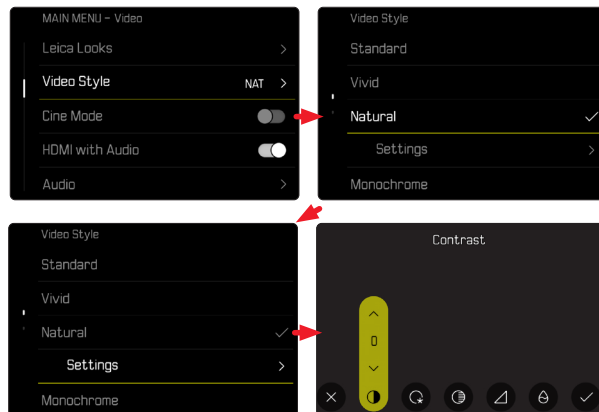 MAIN MENU - Video
Leica Looks
Video Style NAT
Cine Mode
HDMI with Audio
Audio
Video Style
Standard
Vivid
Natural
Settings
Monochrome
Video Style
Standard
Vivid
Natural
Settings
Monochrome
Contrast
0